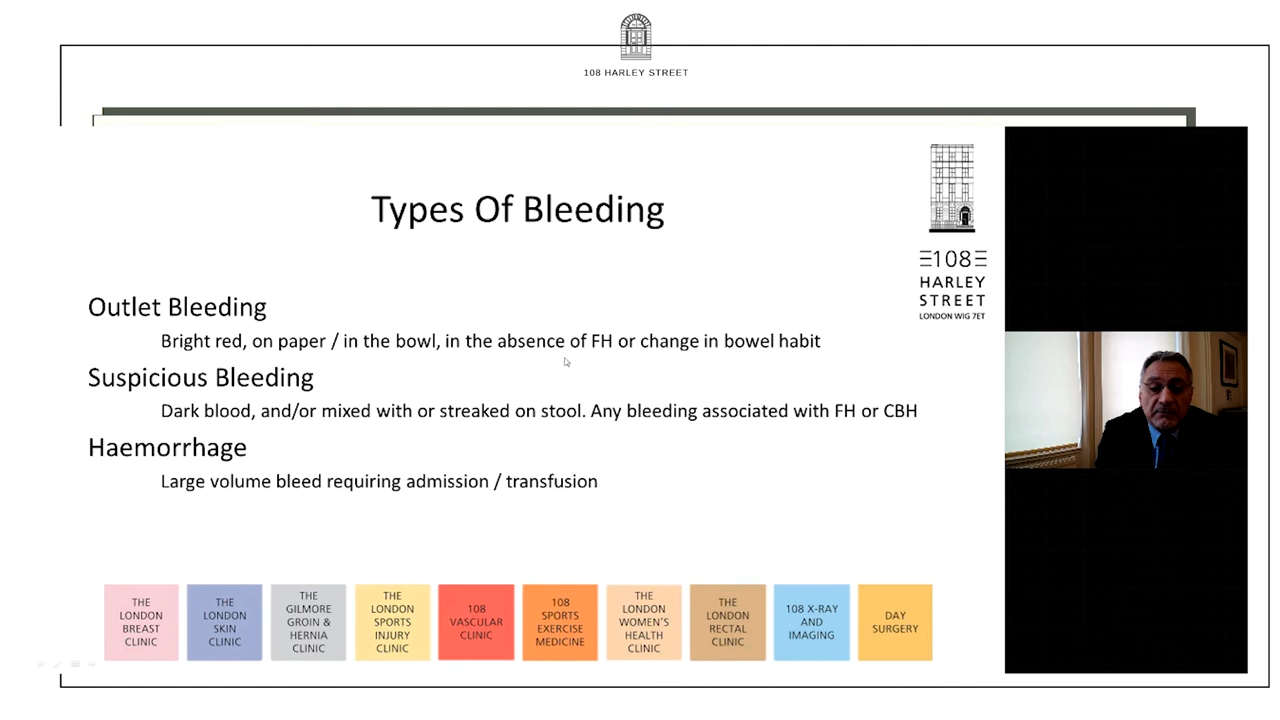 108 HARLEY STREET
Types Of Bleeding
108
HARLEY
STREET
LONDON W1G 7ET
Outlet Bleeding
Bright red, on paper / in the bowl, in the absence of FH or change in bowel habit
Suspicious Bleeding
Dark blood, and/or mixed with or streaked on stool. Any bleeding associated with FH or CBH
Haemorrhage
Large volume bleed requiring admission / transfusion
THE
LONDON
BREAST
CLINIC
THE
LONDON
SKIN
CLINIC
THE
GILMORE
GROIN &
HERNIA
CLINIC
THE
LONDON
SPORTS
INJURY
CLINIC
108
VASCULAR
CLINIC
108
SPORTS
EXERCISE
MEDICINE
THE
LONDON
WOMEN'S
HEALTH
CLINIC
THE
LONDON
RECTAL
CLINIC
108 X-RAY
AND
IMAGING
DAY
SURGERY